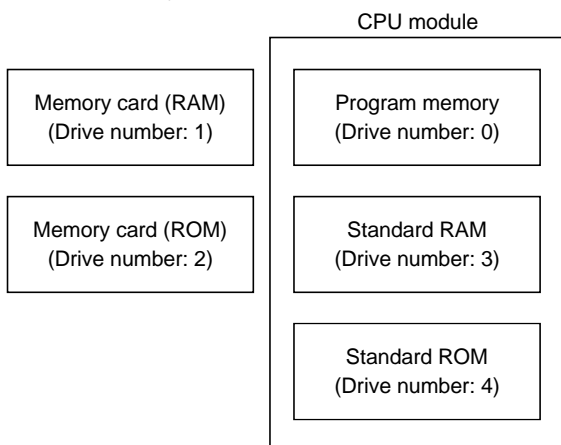 CPU module
Memory card (RAM)
(Drive number: 1)
Program memory
(Drive number: 0)
Memory card (ROM)
(Drive number: 2)
Standard RAM
(Drive number: 3)
Standard ROM
(Drive number: 4)